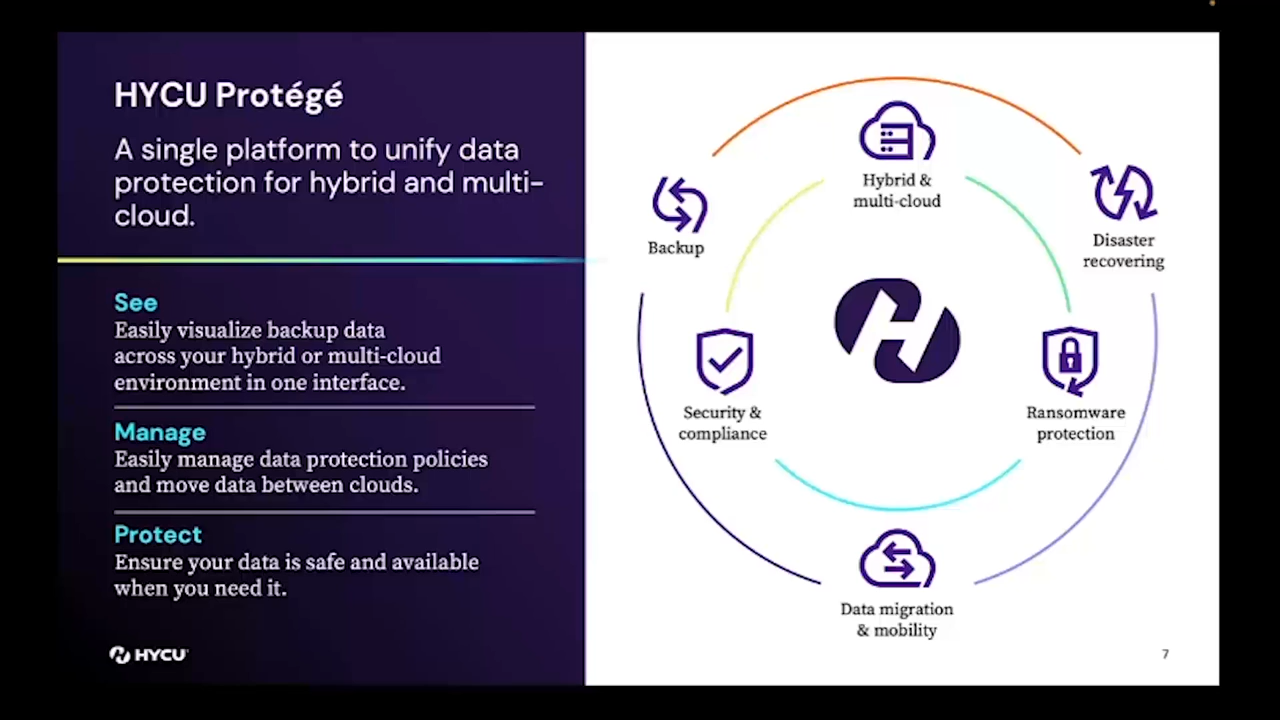 HYCU Protégé
A single platform to unify data
protection for hybrid and multi-
cloud.
See
Easily visualize backup data
across your hybrid or multi-cloud
environment in one interface.
Manage
Easily manage data protection policies
and move data between clouds.
Protect
Ensure your data is safe and available
when you need it.
HYCU
Hybrid &
multi-cloud
Backup
Disaster
recovering
Security &
compliance
Ransomware
protection
Data migration
& mobility
7